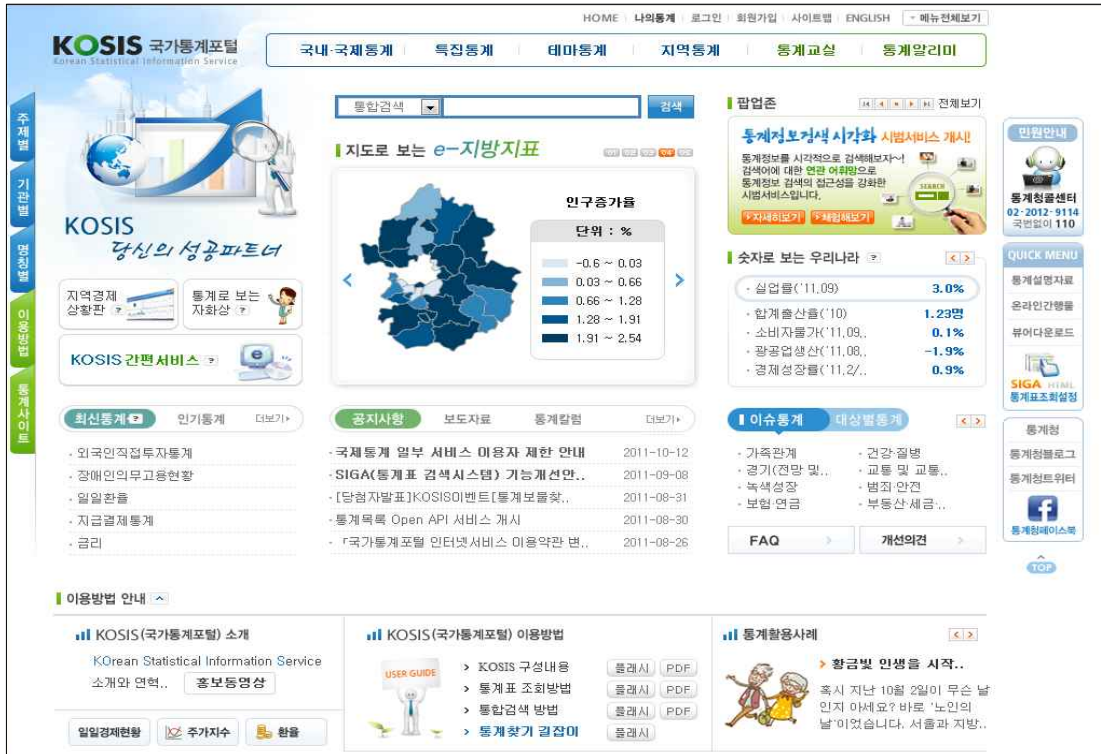 HOME 나의통계 로그인 회원가입 사이트맵 ENGLISH 메뉴전체보기
KOSIS 국가통계포털
Korean Statistical Information Service
국내·국제통계 특집통계 테마통계 지역통계 통계교실 통계알리미
주제별
기관별
명칭별
이용방법
통계사이트
KOSIS
당신의 성공파트너
지역경제
상황판 ?
통계로 보는
자화상 ?
KOSIS 간편서비스 ?
통합검색 검색
지도로 보는 e-지방지표
01 02 03 04 05
인구증가율
단위 : %
-0.6 ~ 0.03
0.03 ~ 0.66
0.66 ~ 1.28
1.28 ~ 1.91
1.91 ~ 2.54
팝업존 전체보기
통계정보검색 시각화 시범서비스 개시!
통계정보를 시각적으로 검색해보자~!
검색어에 대한 연관 어휘망으로
통계정보 검색의 접근성을 강화한
시범서비스입니다.
SEARCH
자세히보기 체험해보기
숫자로 보는 우리나라 ?
· 실업률('11,09) 3.0%
· 합계출산율('10) 1.23명
· 소비자물가('11,09.. 0.1%
· 광공업생산('11,08.. -1.9%
· 경제성장률('11,2/.. 0.9%
민원안내
통계청콜센터
02-2012-9114
국번없이 110
QUICK MENU
통계설명자료
온라인간행물
뷰어다운로드
SIGA HTML
통계표조회설정
통계청
통계청블로그
통계청트위터
통계청페이스북
TOP
최신통계 ? 인기통계 더보기
· 외국인직접투자통계
· 장애인의무고용현황
· 일일환율
· 지급결제통계
· 금리
공지사항 보도자료 통계칼럼 더보기
· 국제통계 일부 서비스 이용자 제한 안내 2011-10-12
· SIGA(통계표 검색시스템) 기능개선안.. 2011-09-08
· [당첨자발표]KOSIS이벤트[통계보물찾.. 2011-08-31
· 통계목록 Open API 서비스 개시 2011-08-30
· 「국가통계포털 인터넷서비스 이용약관 변.. 2011-08-26
이슈통계 대상별통계
· 가족관계 · 건강·질병
· 경기(전망 및.. · 교통 및 교통..
· 녹색성장 · 범죄·안전
· 보험·연금 · 부동산·세금..
FAQ 개선의견
이용방법 안내
KOSIS(국가통계포털) 소개
KOrean Statistical Information Service
소개와 연혁.. 홍보동영상
일일경제현황 주가지수 환율
KOSIS(국가통계포털) 이용방법
USER GUIDE
KOSIS 구성내용 플래시 PDF
통계표 조회방법 플래시 PDF
통합검색 방법 플래시 PDF
통계찾기 길잡이 플래시
통계활용사례
황금빛 인생을 시작..
혹시 지난 10월 2일이 무슨 날
인지 아세요? 바로 '노인의
날'이었습니다. 서울과 지방..